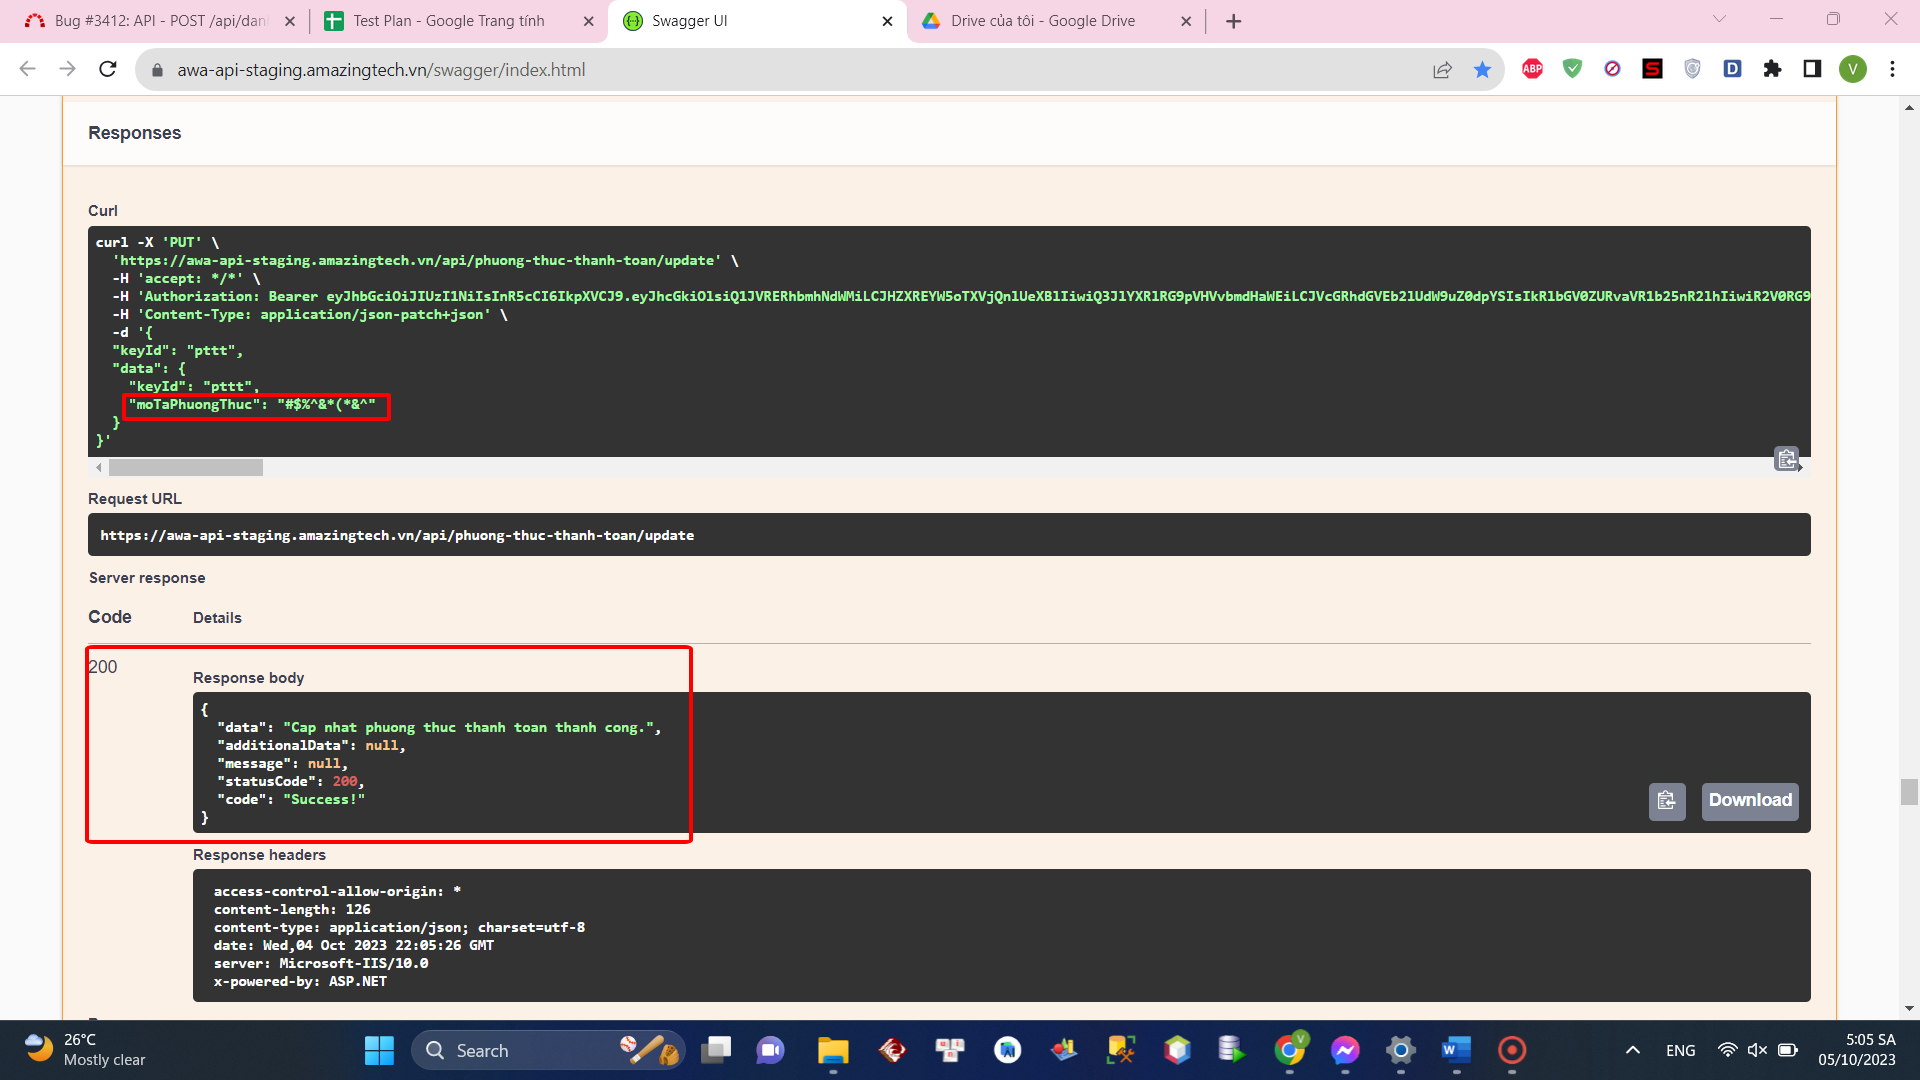 Bug #3412: API - POST /api/dan
Test Plan - Google Trang tính
Swagger UI
Drive của tôi - Google Drive
awa-api-staging.amazingtech.vn/swagger/index.html
ABP
S
D
V
Responses
Curl
curl -X 'PUT' \
'https://awa-api-staging.amazingtech.vn/api/phuong-thuc-thanh-toan/update' \
-H 'accept: */*' \
-H 'Authorization: Bearer
-H 'Content-Type: application/json-patch+json' \
-d '{
"keyId": "pttt",
"data": {
"keyId": "pttt",
"moTaPhuongThuc": "#$%^&*(*&^"
}
}'
Request URL
https://awa-api-staging.amazingtech.vn/api/phuong-thuc-thanh-toan/update
Server response
Code
Details
200
Response body
{
"data": "Cap nhat phuong thuc thanh toan thanh cong.",
"additionalData": null,
"message": null,
"statusCode": 200,
"code": "Success!"
}
Download
Response headers
access-control-allow-origin: *
content-length: 126
content-type: application/json; charset=utf-8
date: Wed,04 Oct 2023 22:05:26 GMT
server: Microsoft-IIS/10.0
x-powered-by: ASP.NET
26°C
Mostly clear
Search
V
W
ENG
5:05 SA
05/10/2023